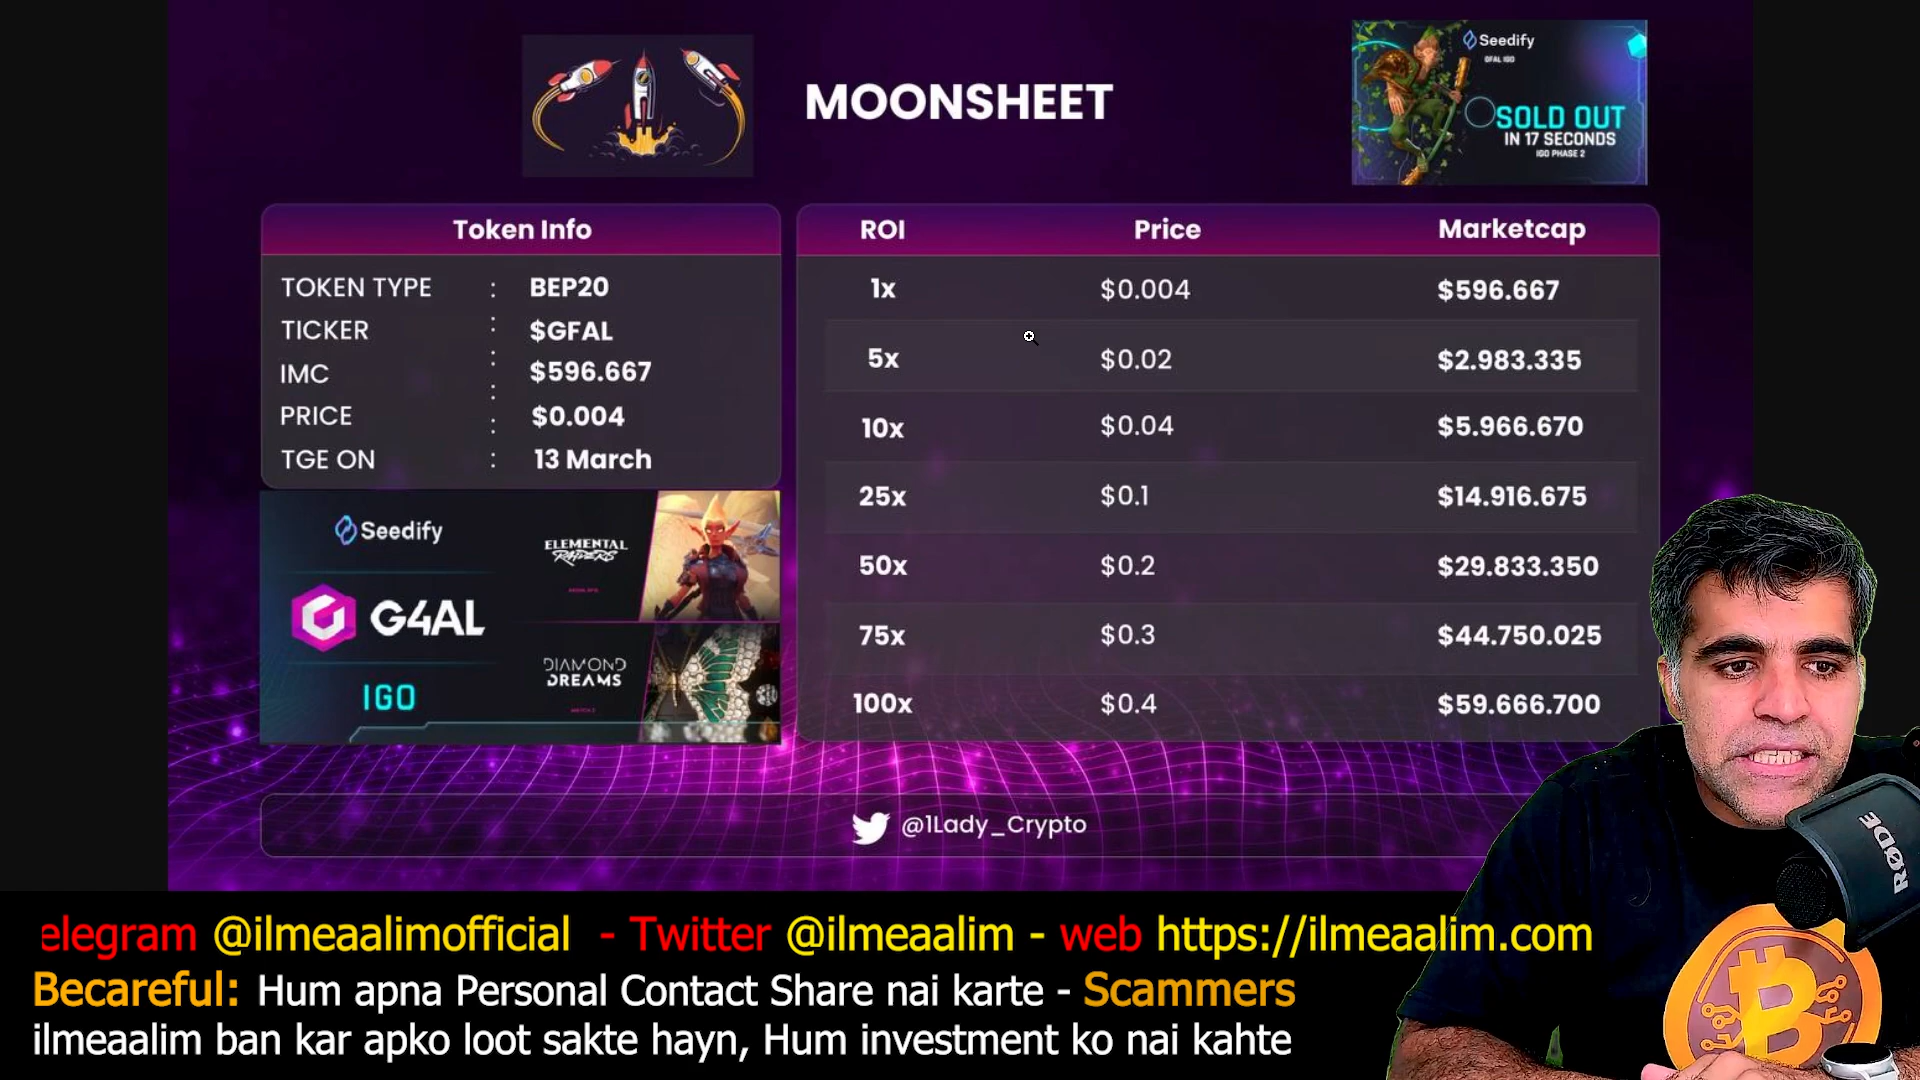 MOONSHEET
Seedify
GFAL IGO
SOLD OUT
IN 17 SECONDS
IGO PHASE 2
Token Info
TOKEN TYPE : BEP20
TICKER : $GFAL
IMC : $596.667
PRICE : $0.004
TGE ON : 13 March
Seedify
G4AL
IGO
ELEMENTAL
RAIDERS
DIAMOND
DREAMS
ROI Price Marketcap
1x $0.004 $596.667
5x $0.02 $2.983.335
10x $0.04 $5.966.670
25x $0.1 $14.916.675
50x $0.2 $29.833.350
75x $0.3 $44.750.025
100x $0.4 $59.666.700
@1Lady_Crypto
RØDE
elegram @ilmeaalimofficial - Twitter @ilmeaalim - web https://ilmeaalim.com
Becareful: Hum apna Personal Contact Share nai karte - Scammers
ilmeaalim ban kar apko loot sakte hayn, Hum investment ko nai kahte